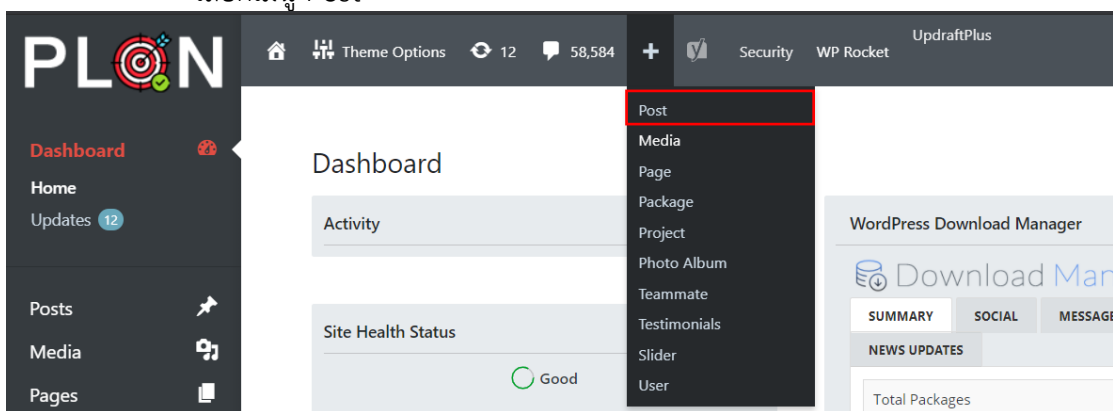 PLON
Theme Options 12 58,584 + Security WP Rocket UpdraftPlus
Post
Media
Page
Package
Project
Photo Album
Teammate
Testimonials
Slider
User
Dashboard
Home
Updates 12
Posts
Media
Pages
Dashboard
Activity
Site Health Status
Good
WordPress Download Manager
Download Man
SUMMARY SOCIAL MESSAGE
NEWS UPDATES
Total Packages